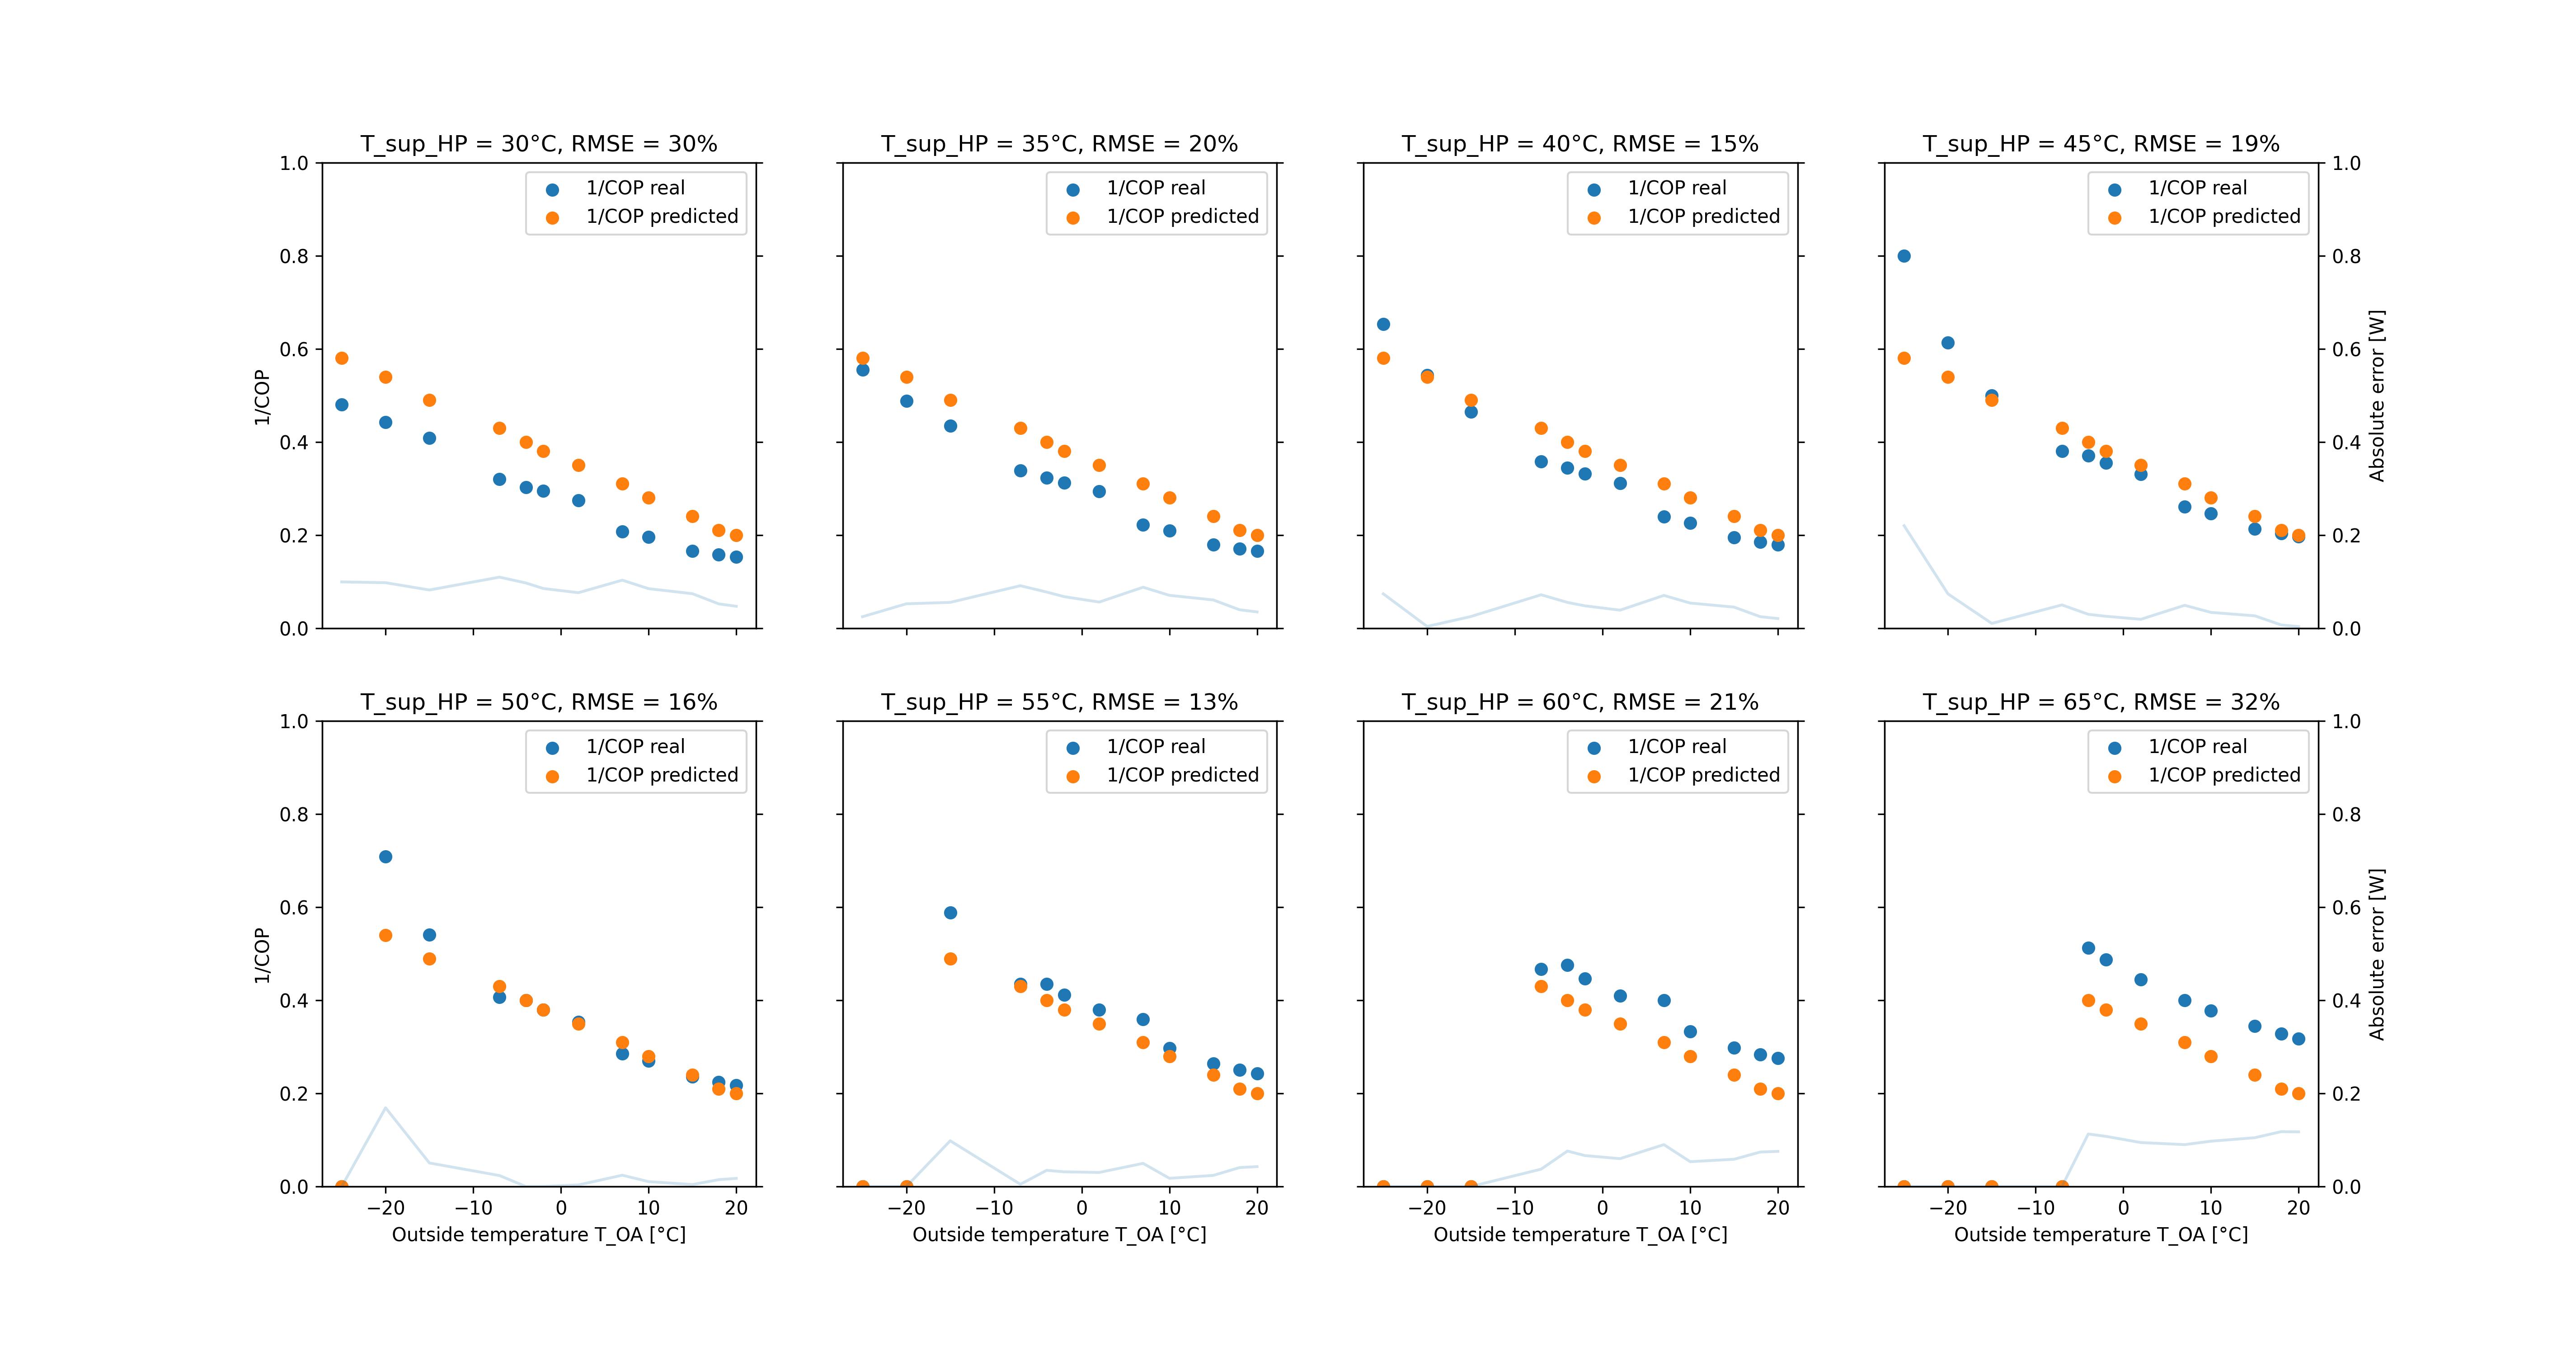 T_sup_HP = 30°C, RMSE = 30%
1/COP real
1/COP predicted
1.0
0.8
0.6
0.4
0.2
0.0
1/COP
T_sup_HP = 35°C, RMSE = 20%
1/COP real
1/COP predicted
T_sup_HP = 40°C, RMSE = 15%
1/COP real
1/COP predicted
T_sup_HP = 45°C, RMSE = 19%
1/COP real
1/COP predicted
1.0
0.8
0.6
0.4
0.2
0.0
Absolute error [W]
T_sup_HP = 50°C, RMSE = 16%
1/COP real
1/COP predicted
1.0
0.8
0.6
0.4
0.2
0.0
1/COP
−20 −10 0 10 20
Outside temperature T_OA [°C]
T_sup_HP = 55°C, RMSE = 13%
1/COP real
1/COP predicted
−20 −10 0 10 20
Outside temperature T_OA [°C]
T_sup_HP = 60°C, RMSE = 21%
1/COP real
1/COP predicted
−20 −10 0 10 20
Outside temperature T_OA [°C]
T_sup_HP = 65°C, RMSE = 32%
1/COP real
1/COP predicted
1.0
0.8
0.6
0.4
0.2
0.0
Absolute error [W]
−20 −10 0 10 20
Outside temperature T_OA [°C]